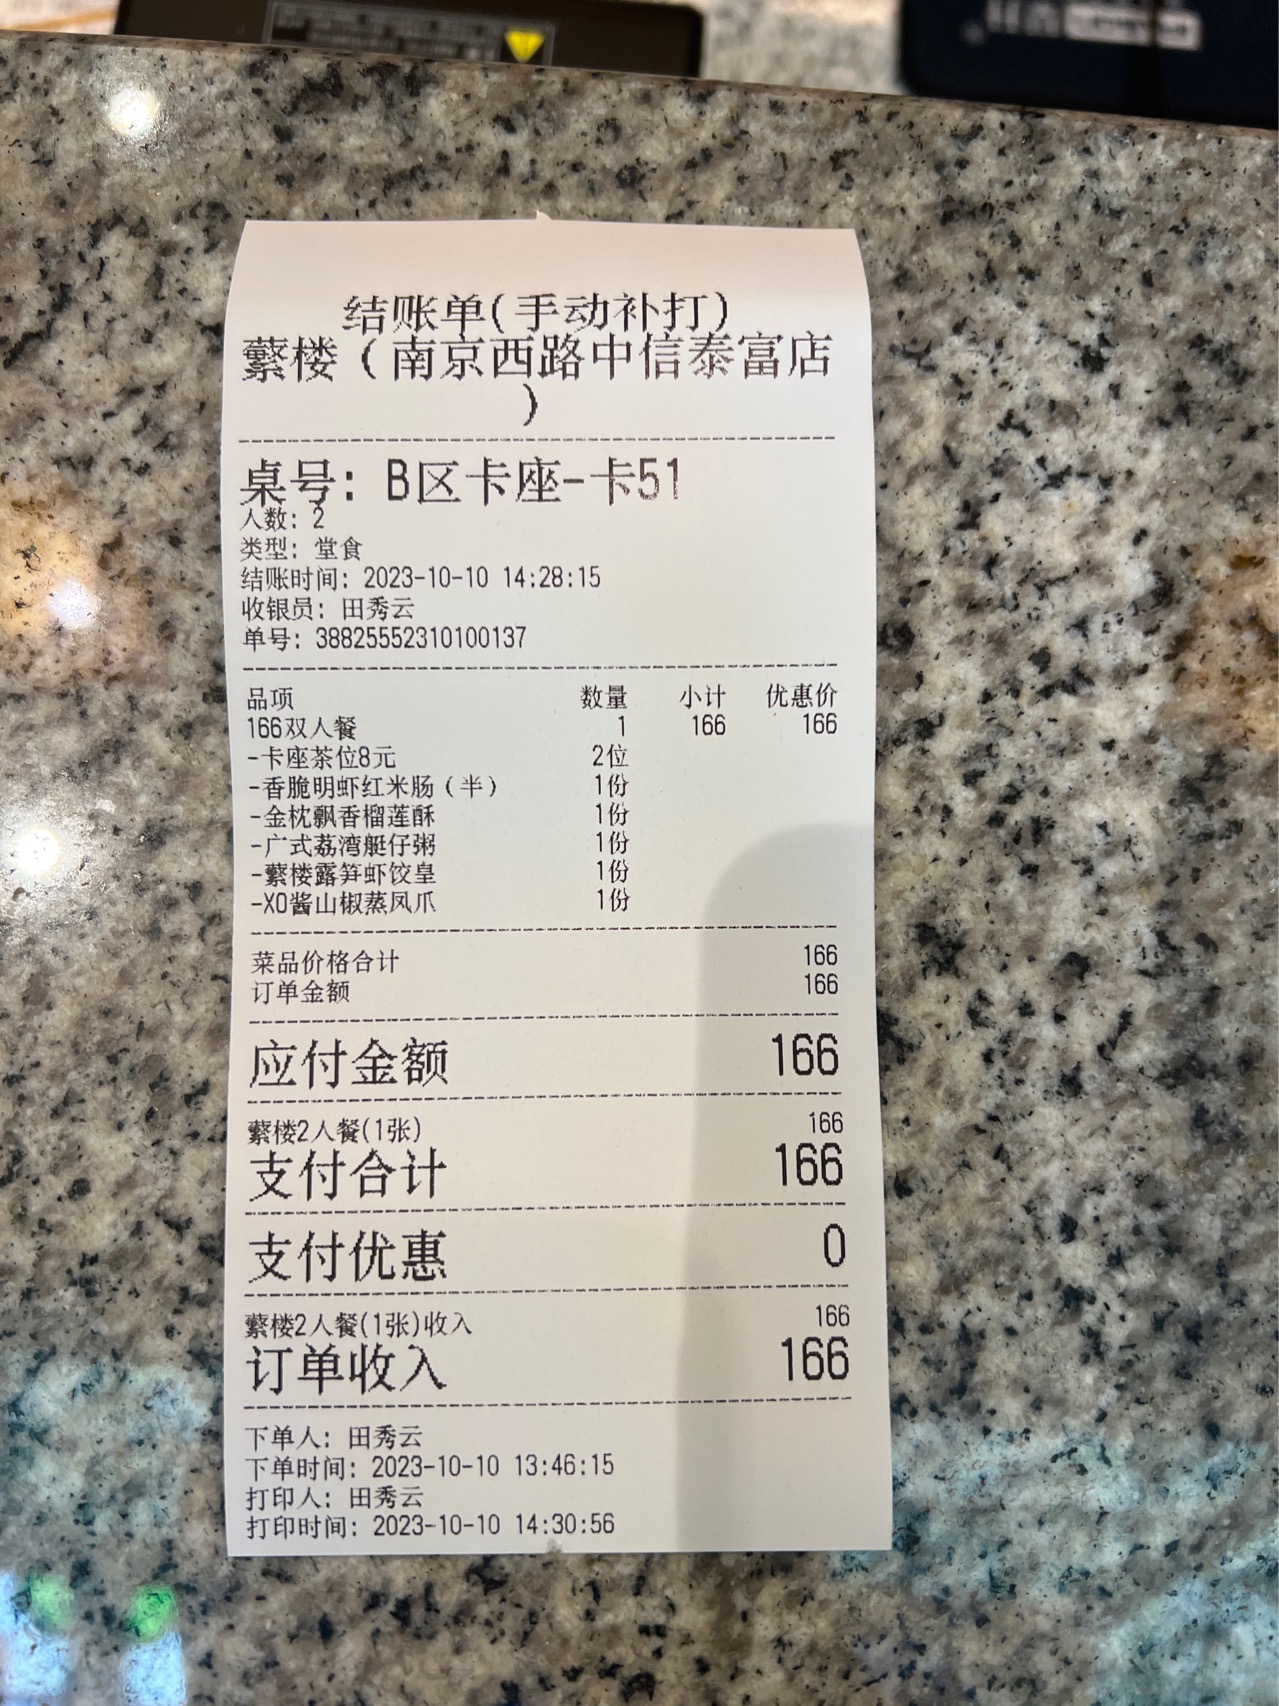 结账单(手动补打)
蘩楼（南京西路中信泰富店
）
桌号: B区卡座-卡51
人数: 2
类型: 堂食
结账时间: 2023-10-10 14:28:15
收银员: 田秀云
单号: 38825552310100137
品项 数量 小计 优惠价
166双人餐 1 166 166
-卡座茶位8元 2位
-香脆明虾红米肠（半） 1份
-金枕飘香榴莲酥 1份
-广式荔湾艇仔粥 1份
-蘩楼露笋虾饺皇 1份
-XO酱山椒蒸凤爪 1份
菜品价格合计 166
订单金额 166
应付金额 166
蘩楼2人餐(1张) 166
支付合计 166
支付优惠 0
蘩楼2人餐(1张)收入 166
订单收入 166
下单人: 田秀云
下单时间: 2023-10-10 13:46:15
打印人: 田秀云
打印时间: 2023-10-10 14:30:56